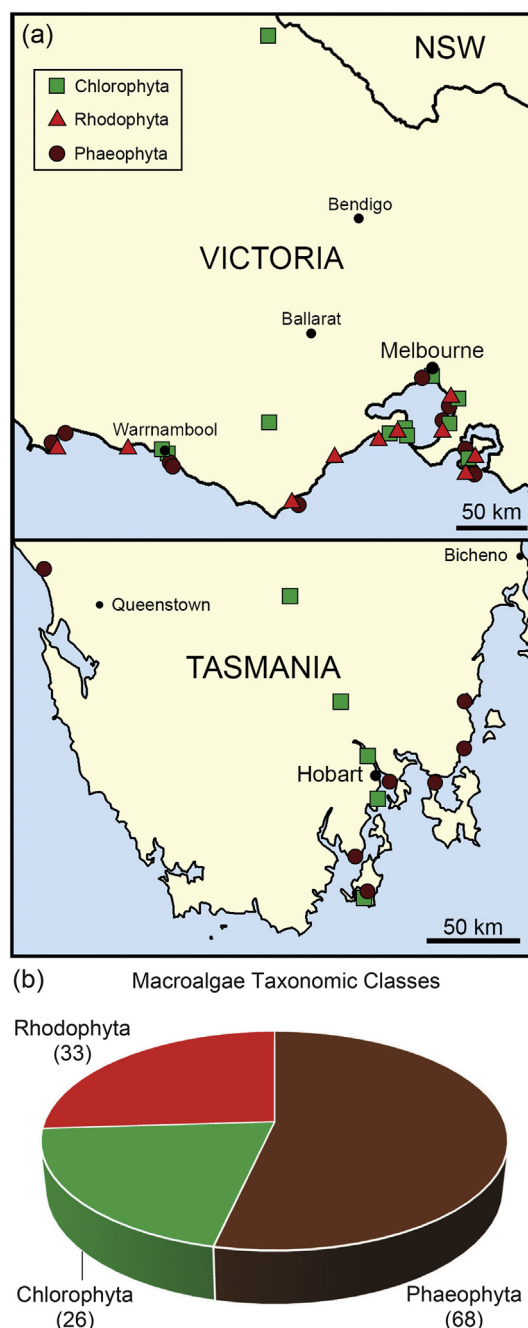 (a)
NSW
Chlorophyta
Rhodophyta
Phaeophyta
Bendigo
VICTORIA
Ballarat
Melbourne
Warrnambool
50 km
Bicheno
Queenstown
TASMANIA
Hobart
50 km
(b) Macroalgae Taxonomic Classes
Rhodophyta
(33)
Chlorophyta
(26)
Phaeophyta
(68)